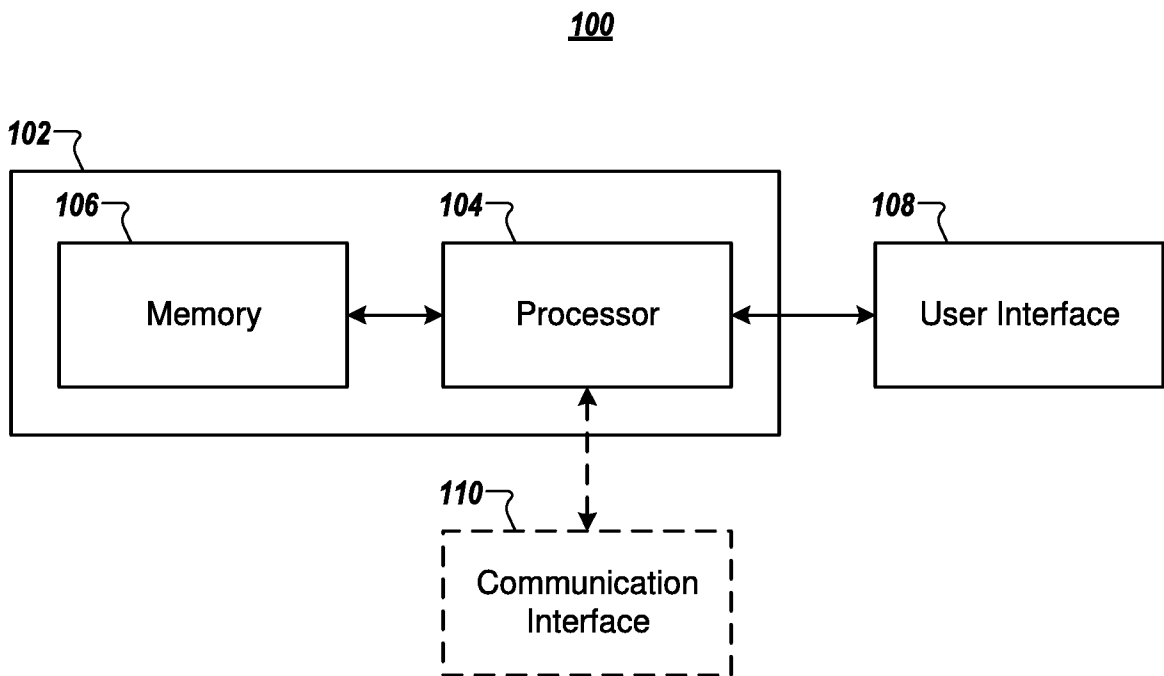 100
102
106
104
108
Memory
Processor
User Interface
110
Communication
Interface